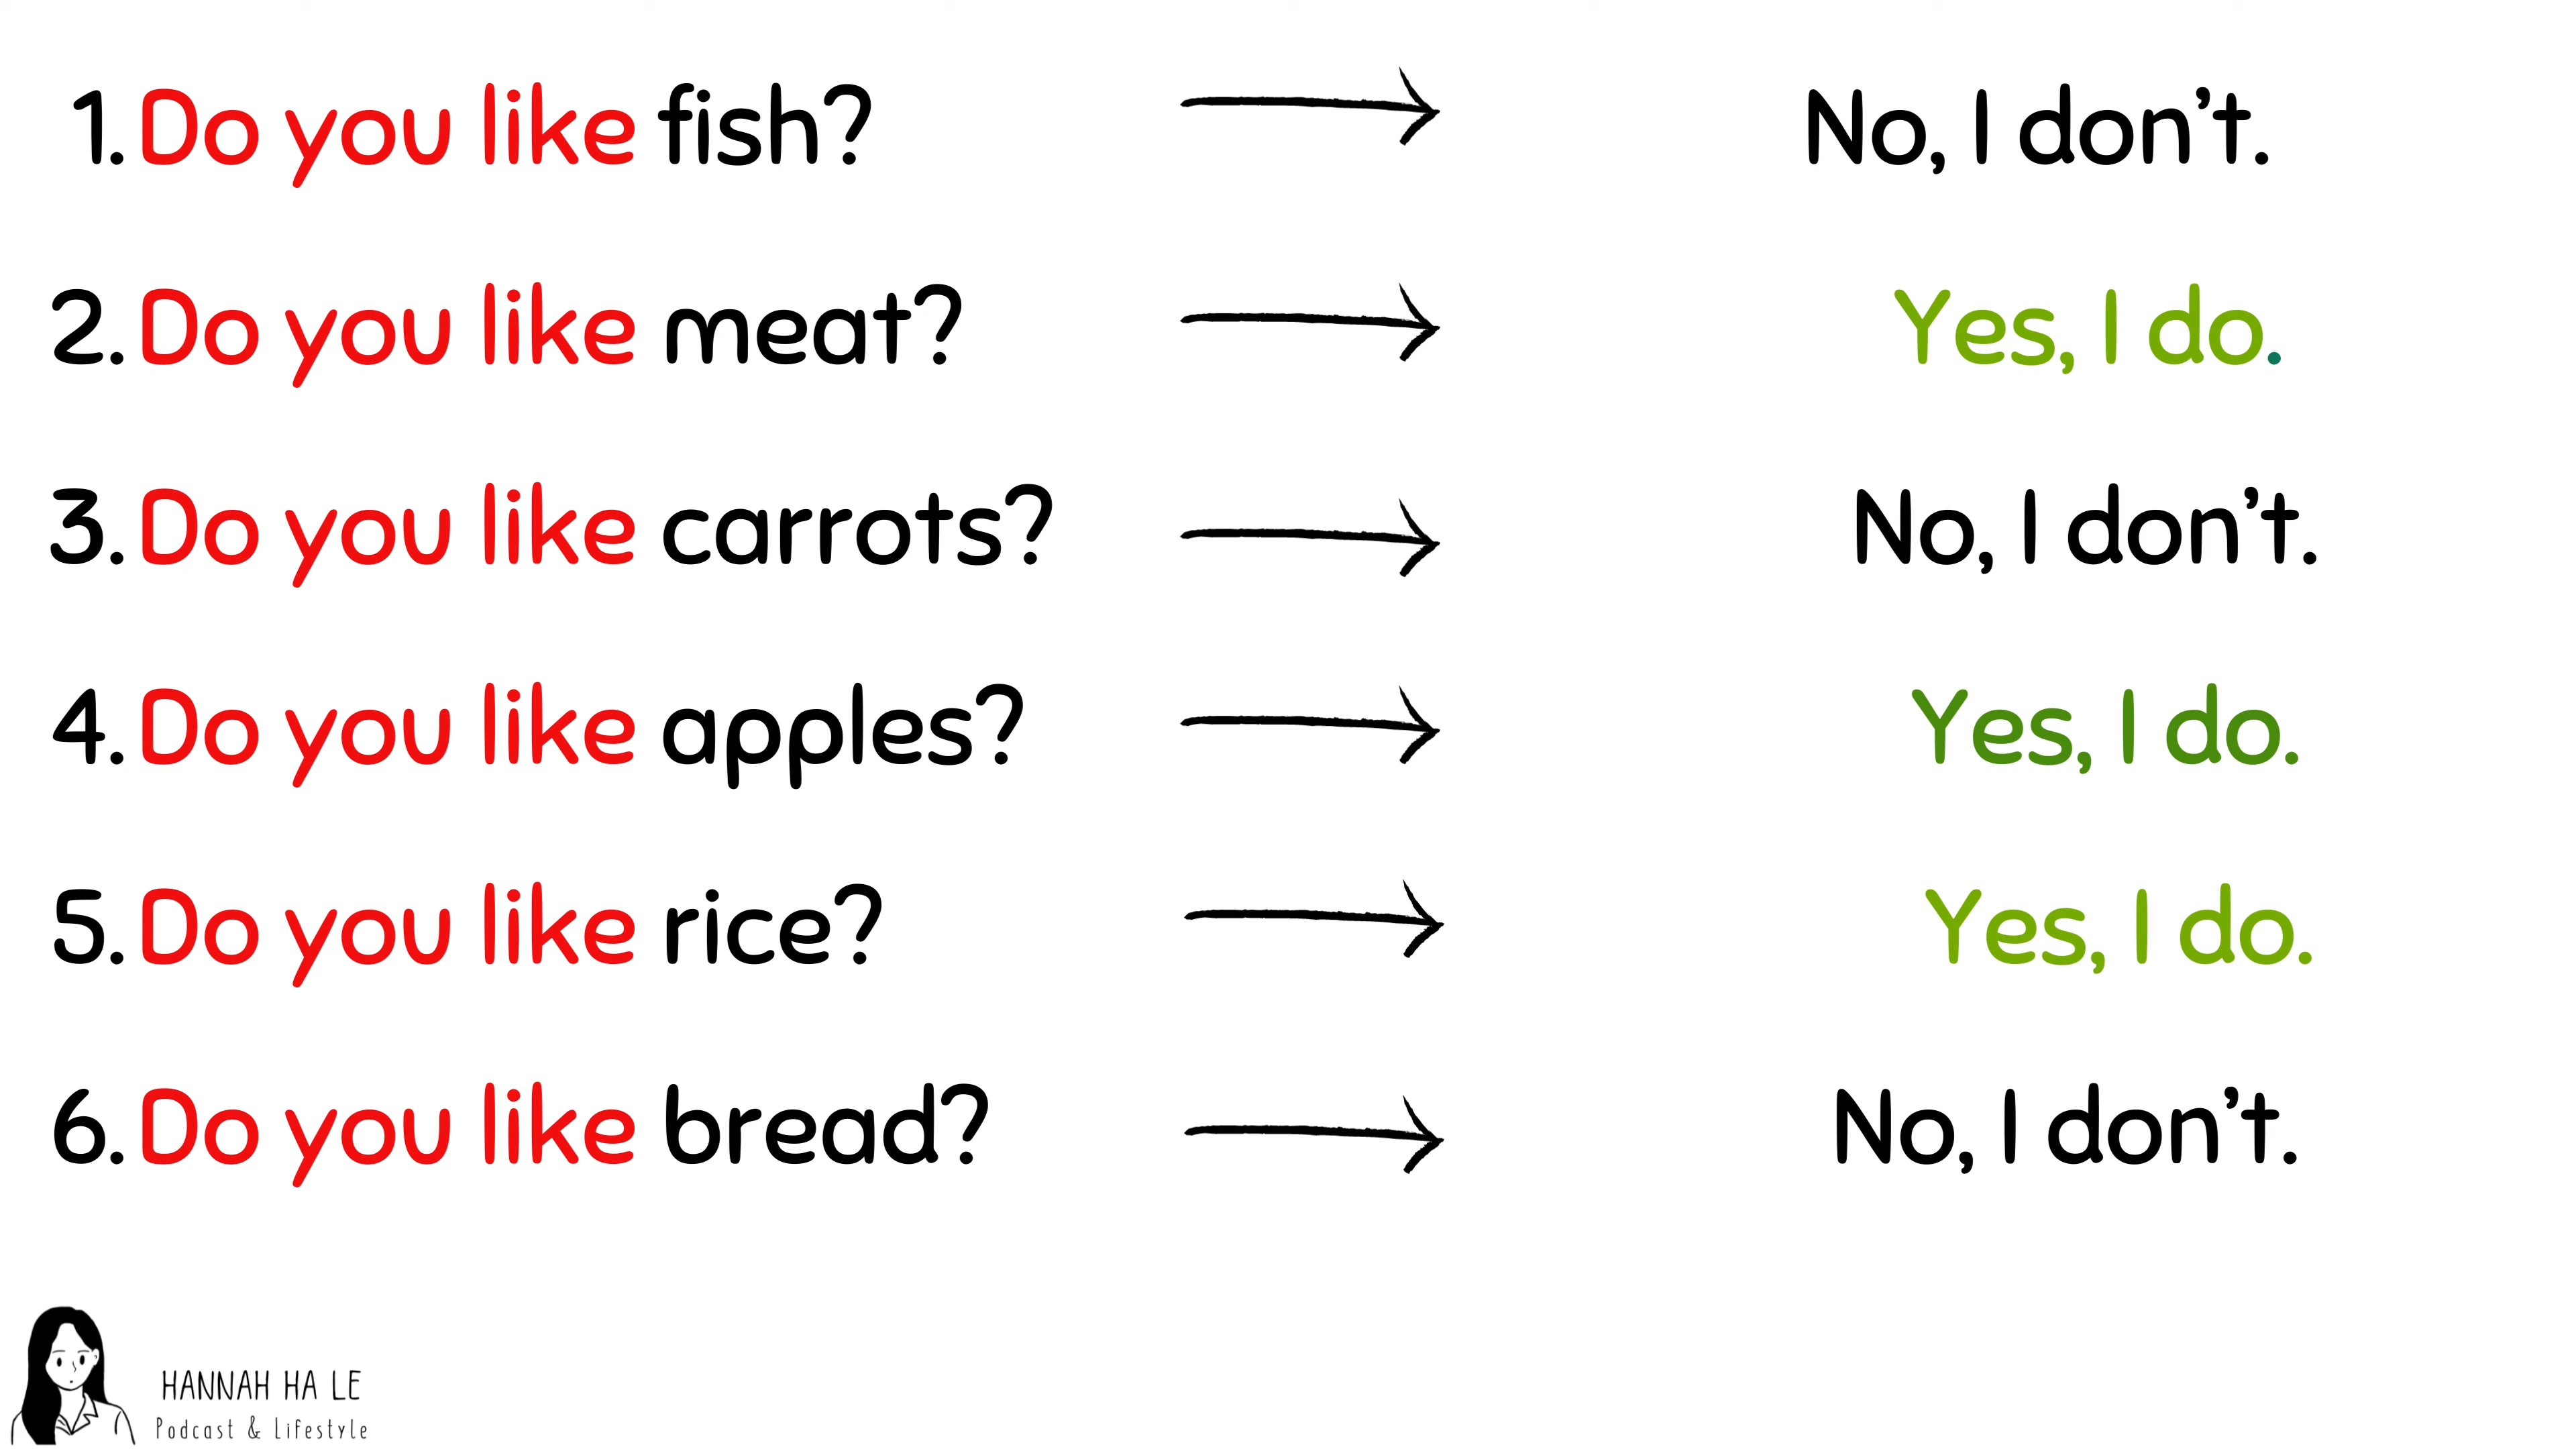 1. Do you like fish? No, I don't.
2. Do you like meat? Yes, I do.
3. Do you like carrots? No, I don't.
4. Do you like apples? Yes, I do.
5. Do you like rice? Yes, I do.
6. Do you like bread? No, I don't.
HANNAH HA LE
Podcast & Lifestyle